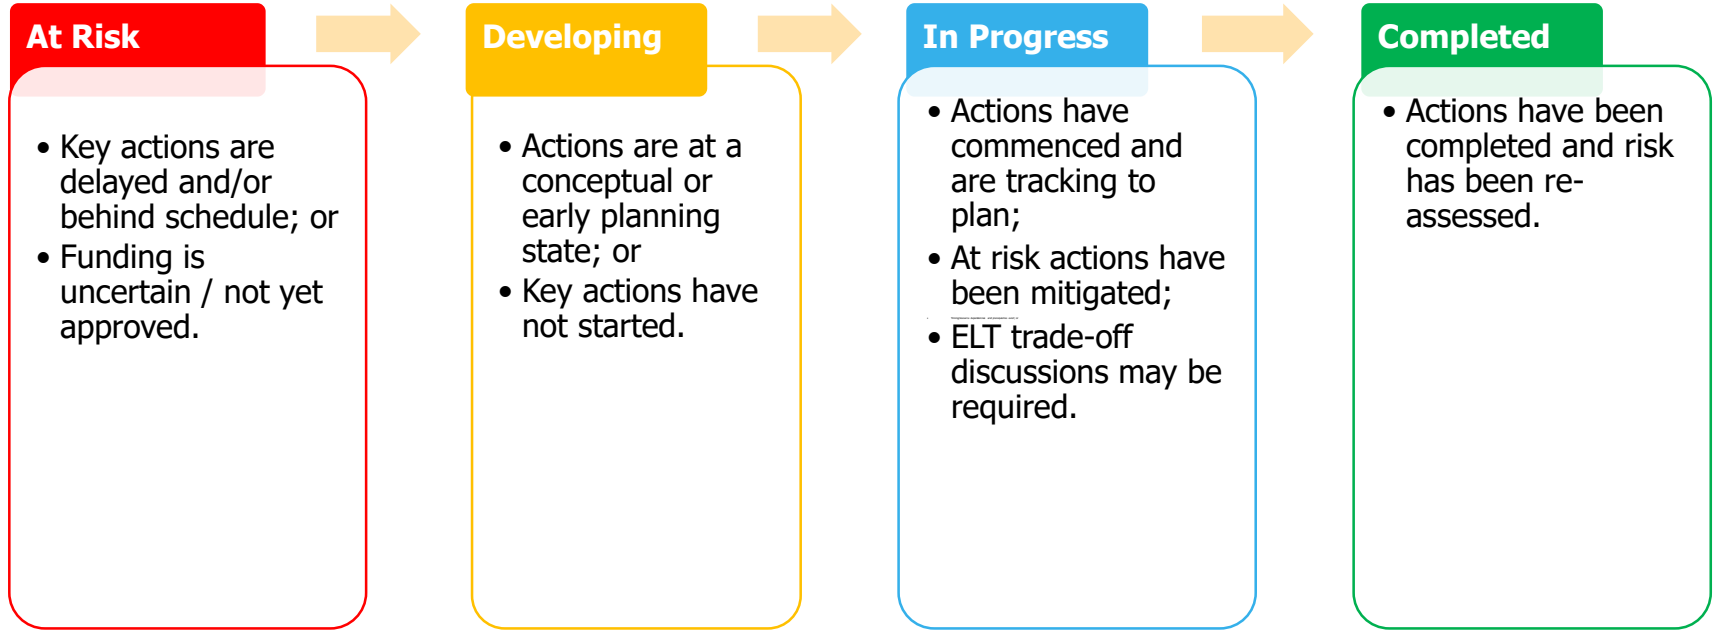 At Risk
• Key actions are
delayed and/or
behind schedule; or
• Funding is
uncertain / not yet
approved.
Developing
• Actions are at a
conceptual or
early planning
state; or
• Key actions have
not started.
In Progress
• Actions have
commenced and
are tracking to
plan;
• At risk actions have
been mitigated;
• ELT trade-off
discussions may be
required.
Completed
• Actions have been
completed and risk
has been re-
assessed.